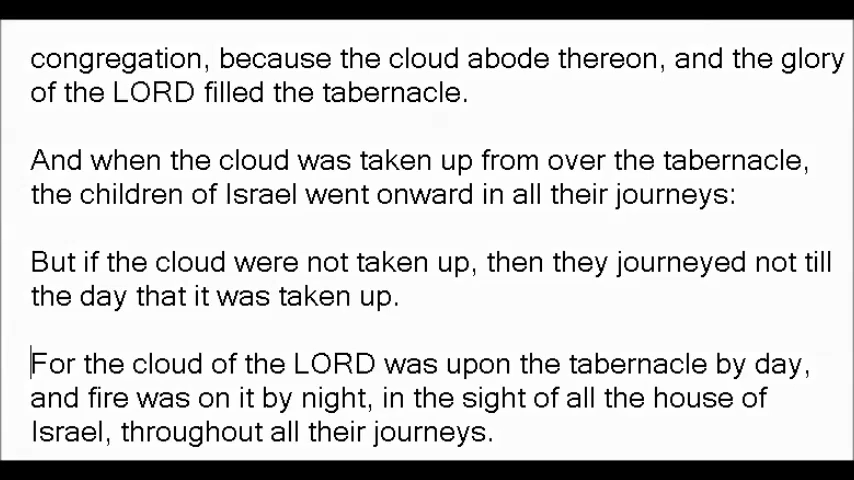 congregation, because the cloud abode thereon, and the glory
of the LORD filled the tabernacle.
And when the cloud was taken up from over the tabernacle,
the children of Israel went onward in all their journeys:
But if the cloud were not taken up, then they journeyed not till
the day that it was taken up.
For the cloud of the LORD was upon the tabernacle by day,
and fire was on it by night, in the sight of all the house of
Israel, throughout all their journeys.